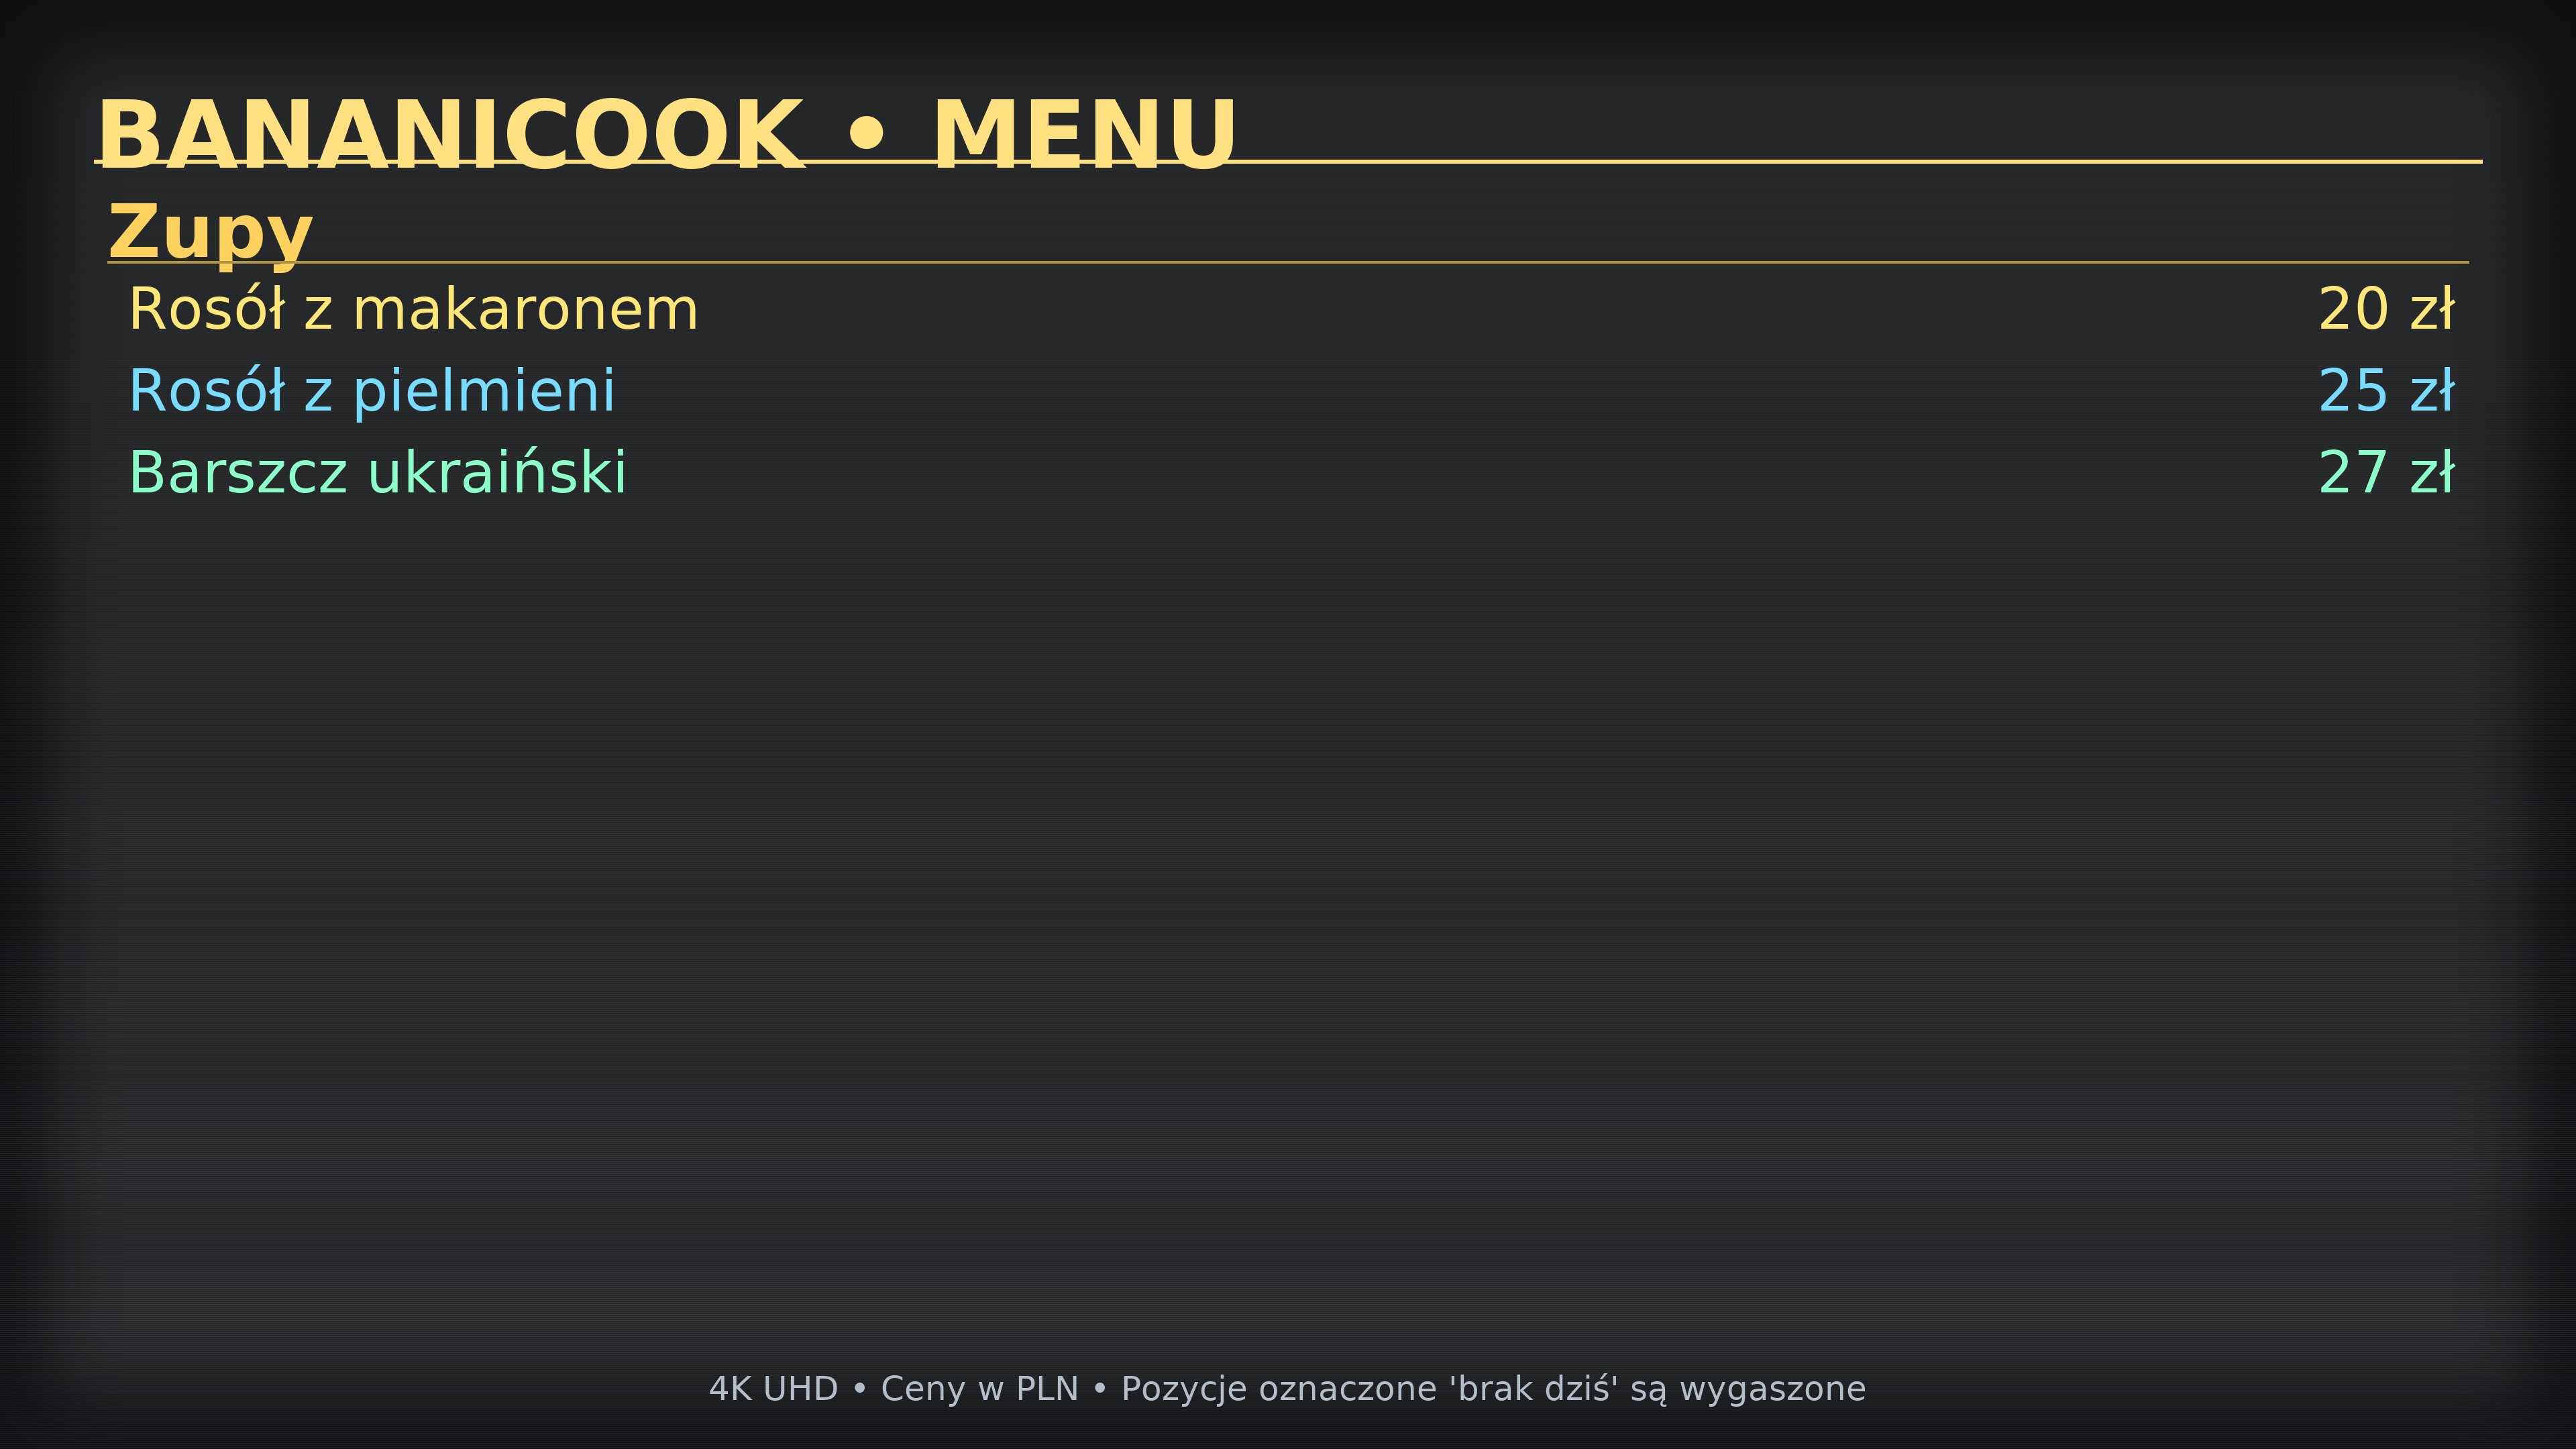 BANANICOOK • MENU
Zupy
Rosół z makaronem 20 zł
Rosół z pielmieni 25 zł
Barszcz ukraiński 27 zł
4K UHD • Ceny w PLN • Pozycje oznaczone 'brak dziś' są wygaszone